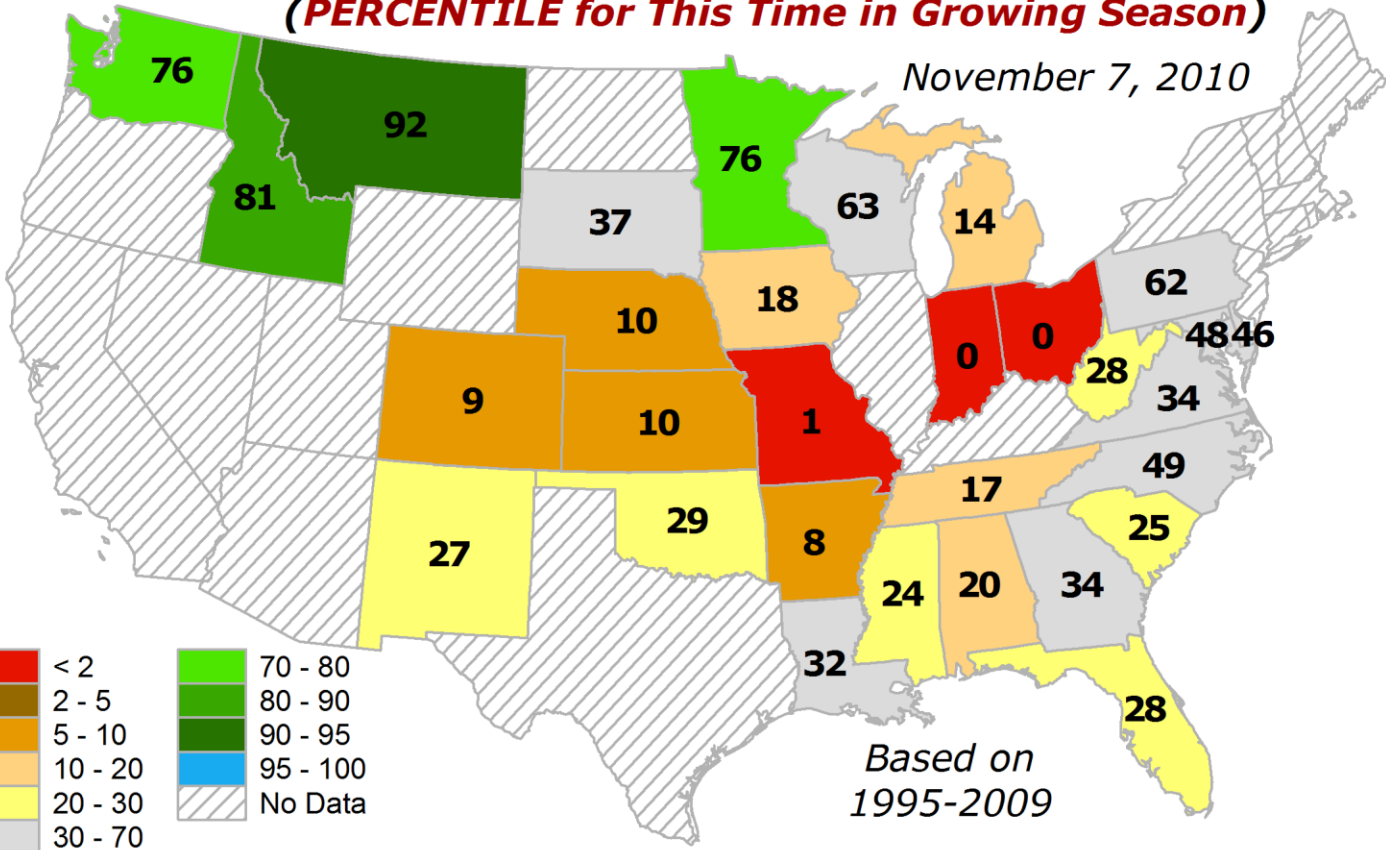 (PERCENTILE for This Time in Growing Season)
November 7, 2010
76
92
81
76
37
63
14
18
10
62
48
46
0
0
28
9
10
1
34
49
17
29
27
8
25
24
20
34
32
28
Based on
1995-2009
< 2
2 - 5
5 - 10
10 - 20
20 - 30
30 - 70
70 - 80
80 - 90
90 - 95
95 - 100
No Data